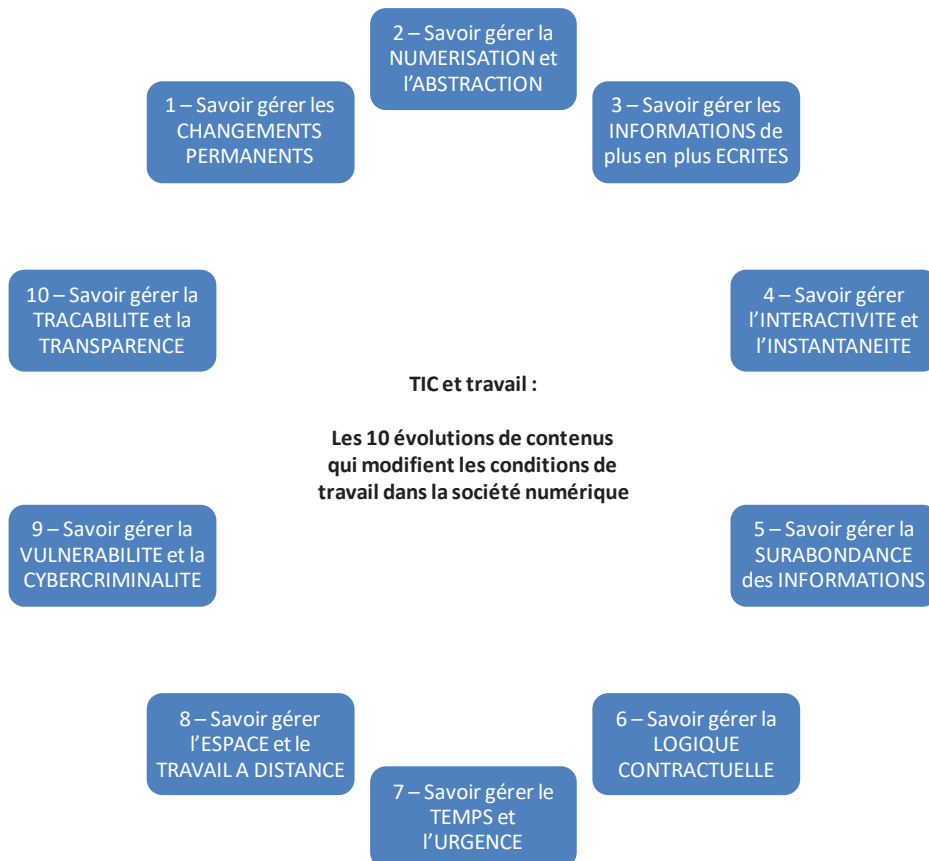 2 – Savoir gérer la
NUMERISATION et
l'ABSTRACTION
1 – Savoir gérer les
CHANGEMENTS
PERMANENTS
3 – Savoir gérer les
INFORMATIONS de
plus en plus ECRITES
10 – Savoir gérer la
TRACABILITE et la
TRANSPARENCE
4 – Savoir gérer
l'INTERACTIVITE et
l'INSTANTANEITE
TIC et travail :
Les 10 évolutions de contenus
qui modifient les conditions de
travail dans la société numérique
9 – Savoir gérer la
VULNERABILITE et la
CYBERCRIMINALITE
5 – Savoir gérer la
SURABONDANCE
des INFORMATIONS
8 – Savoir gérer
l'ESPACE et le
TRAVAIL A DISTANCE
6 – Savoir gérer la
LOGIQUE
CONTRACTUELLE
7 – Savoir gérer le
TEMPS et
l'URGENCE